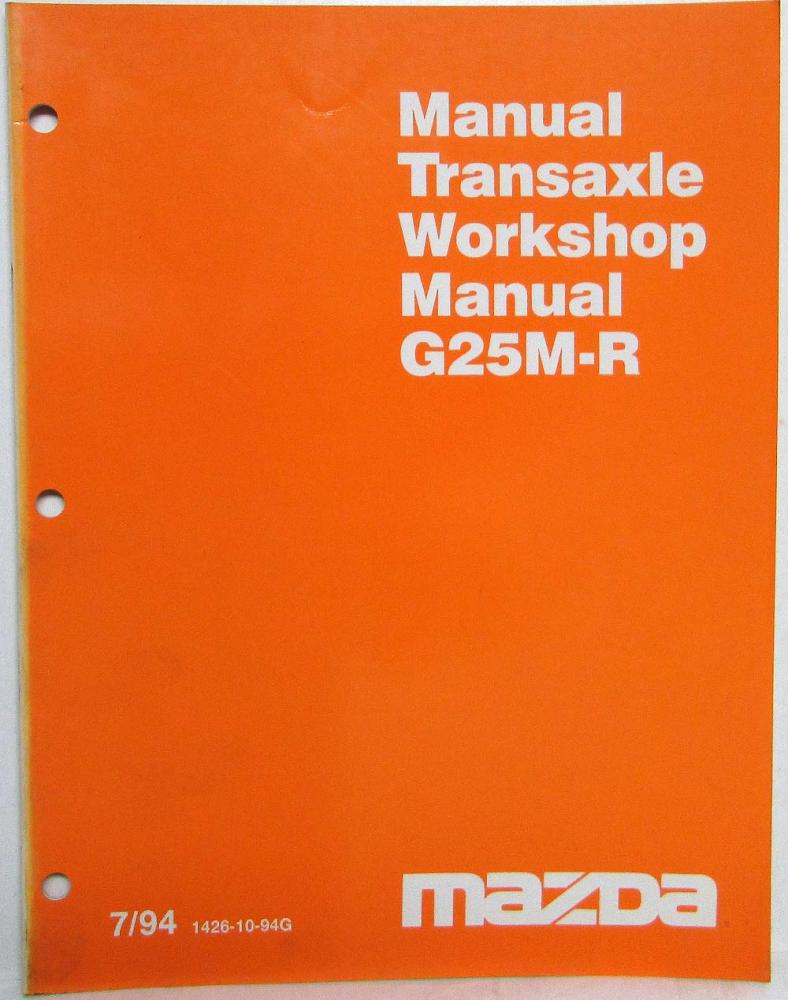 Manual
Transaxle
Workshop
Manual
G25M-R
mazda
7/94 1426-10-94G